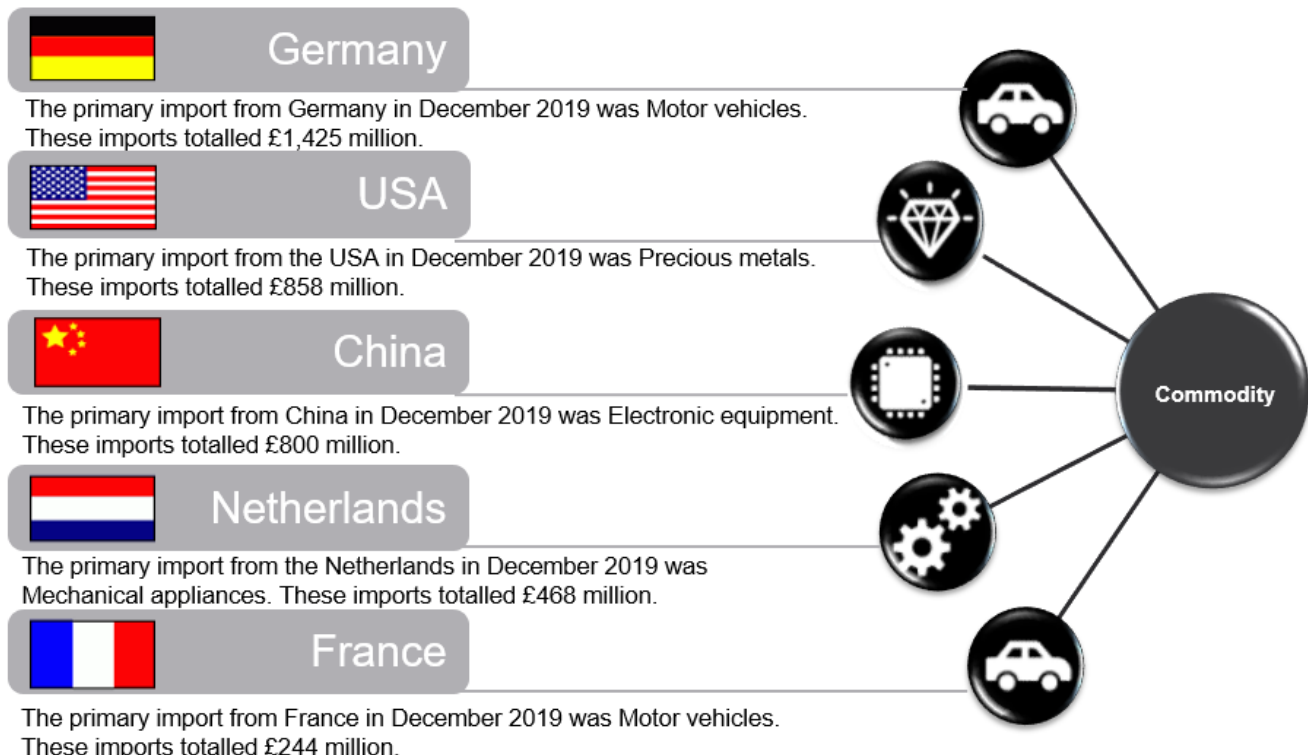 Germany
The primary import from Germany in December 2019 was Motor vehicles.
These imports totalled £1,425 million.
USA
The primary import from the USA in December 2019 was Precious metals.
These imports totalled £858 million.
China
The primary import from China in December 2019 was Electronic equipment.
These imports totalled £800 million.
Netherlands
The primary import from the Netherlands in December 2019 was
Mechanical appliances. These imports totalled £468 million.
France
The primary import from France in December 2019 was Motor vehicles.
These imports totalled £244 million.
Commodity